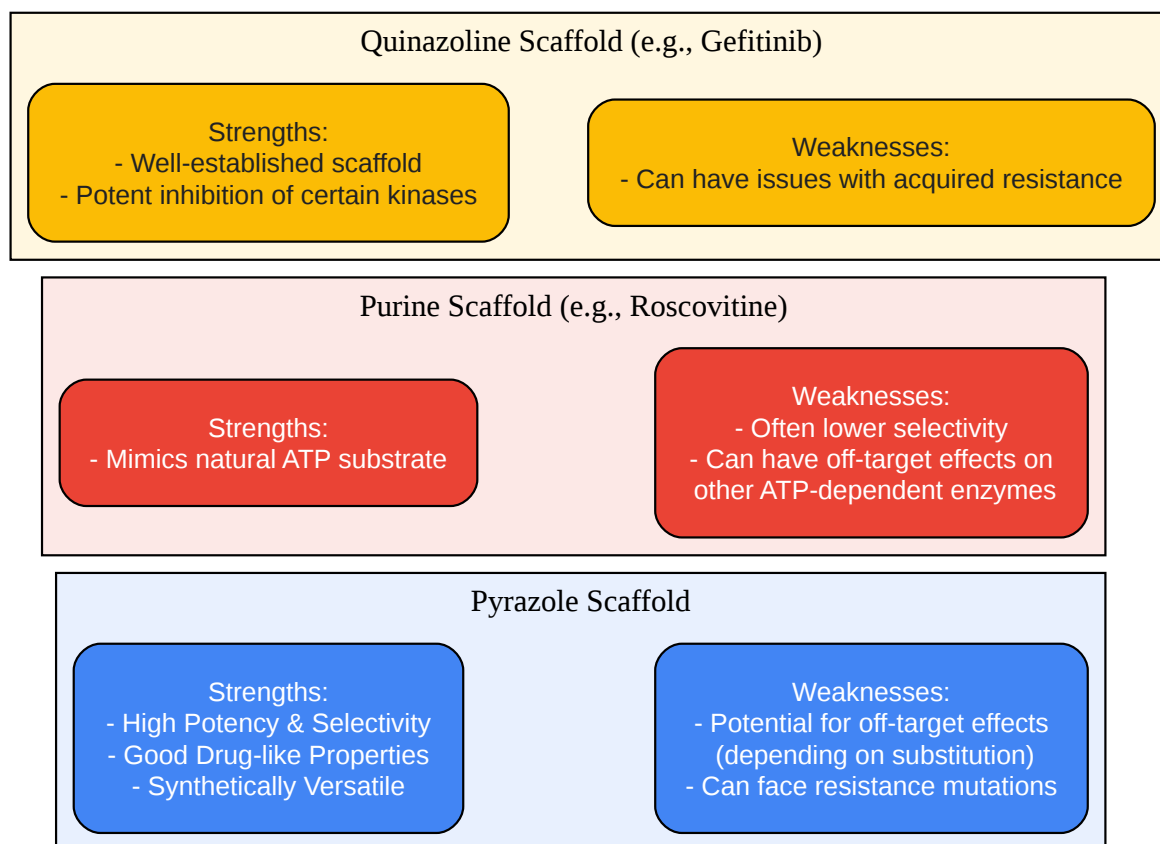 Quinazoline Scaffold (e.g., Gefitinib)
Strengths:
- Well-established scaffold
- Potent inhibition of certain kinases
Weaknesses:
- Can have issues with acquired resistance
Purine Scaffold (e.g., Roscovitine)
Strengths:
- Mimics natural ATP substrate
Weaknesses:
- Often lower selectivity
- Can have off-target effects on
other ATP-dependent enzymes
Pyrazole Scaffold
Strengths:
- High Potency & Selectivity
- Good Drug-like Properties
- Synthetically Versatile
Weaknesses:
- Potential for off-target effects
(depending on substitution)
- Can face resistance mutations